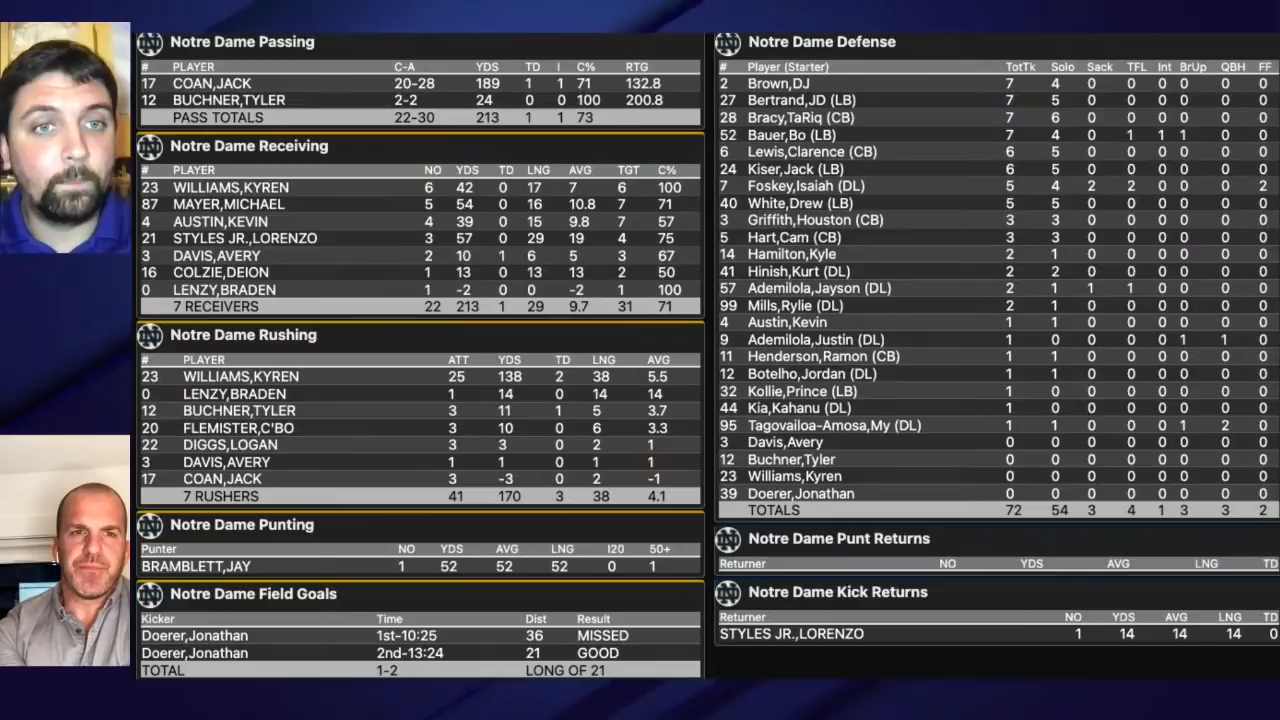 Notre Dame Passing
# PLAYER C-A YDS TD I C% RTG
17 COAN,JACK 20-28 189 1 1 71 132.8
12 BUCHNER,TYLER 2-2 24 0 0 100 200.8
PASS TOTALS 22-30 213 1 1 73
Notre Dame Receiving
# PLAYER NO YDS TD LNG AVG TGT C%
23 WILLIAMS,KYREN 6 42 0 17 7 6 100
87 MAYER,MICHAEL 5 54 0 16 10.8 7 71
4 AUSTIN,KEVIN 4 39 0 15 9.8 7 57
21 STYLES JR.,LORENZO 3 57 0 29 19 4 75
3 DAVIS,AVERY 2 10 1 6 5 3 67
16 COLZIE,DEION 1 13 0 13 13 2 50
0 LENZY,BRADEN 1 -2 0 0 -2 1 100
7 RECEIVERS 22 213 1 29 9.7 31 71
Notre Dame Rushing
# PLAYER ATT YDS TD LNG AVG
23 WILLIAMS,KYREN 25 138 2 38 5.5
0 LENZY,BRADEN 1 14 0 14 14
12 BUCHNER,TYLER 3 11 1 5 3.7
20 FLEMISTER,C'BO 3 10 0 6 3.3
22 DIGGS,LOGAN 3 3 0 2 1
3 DAVIS,AVERY 1 1 0 1 1
17 COAN,JACK 3 -3 0 2 -1
7 RUSHERS 41 170 3 38 4.1
Notre Dame Punting
Punter NO YDS AVG LNG I20 50+
BRAMBLETT,JAY 1 52 52 52 0 1
Notre Dame Field Goals
Kicker Time Dist Result
Doerer,Jonathan 1st-10:25 36 MISSED
Doerer,Jonathan 2nd-13:24 21 GOOD
TOTAL 1-2 LONG OF 21
Notre Dame Defense
# Player (Starter) TotTk Solo Sack TFL Int BrUp QBH FF
2 Brown,DJ 7 4 0 0 0 0 0 0
27 Bertrand,JD (LB) 7 5 0 0 0 0 0 0
28 Bracy,TaRiq (CB) 7 6 0 0 0 0 0 0
52 Bauer,Bo (LB) 7 4 0 1 1 1 0 0
6 Lewis,Clarence (CB) 6 5 0 0 0 0 0 0
24 Kiser,Jack (LB) 6 5 0 0 0 0 0 0
7 Foskey,Isaiah (DL) 5 4 2 2 0 0 0 2
40 White,Drew (LB) 5 5 0 0 0 0 0 0
3 Griffith,Houston (CB) 3 3 0 0 0 0 0 0
5 Hart,Cam (CB) 3 3 0 0 0 0 0 0
14 Hamilton,Kyle 2 1 0 0 0 0 0 0
41 Hinish,Kurt (DL) 2 2 0 0 0 0 0 0
57 Ademilola,Jayson (DL) 2 1 1 1 0 0 0 0
99 Mills,Rylie (DL) 2 1 0 0 0 0 0 0
4 Austin,Kevin 1 1 0 0 0 0 0 0
9 Ademilola,Justin (DL) 1 0 0 0 0 1 1 0
11 Henderson,Ramon (CB) 1 1 0 0 0 0 0 0
12 Botelho,Jordan (DL) 1 1 0 0 0 0 0 0
32 Kollie,Prince (LB) 1 0 0 0 0 0 0 0
44 Kia,Kahanu (DL) 1 0 0 0 0 0 0 0
95 Tagovailoa-Amosa,My (DL) 1 1 0 0 0 1 2 0
3 Davis,Avery 0 0 0 0 0 0 0 0
12 Buchner,Tyler 0 0 0 0 0 0 0 0
23 Williams,Kyren 0 0 0 0 0 0 0 0
39 Doerer,Jonathan 0 0 0 0 0 0 0 0
TOTALS 72 54 3 4 1 3 3 2
Notre Dame Punt Returns
Returner NO YDS AVG LNG TD
Notre Dame Kick Returns
Returner NO YDS AVG LNG TD
STYLES JR.,LORENZO 1 14 14 14 0